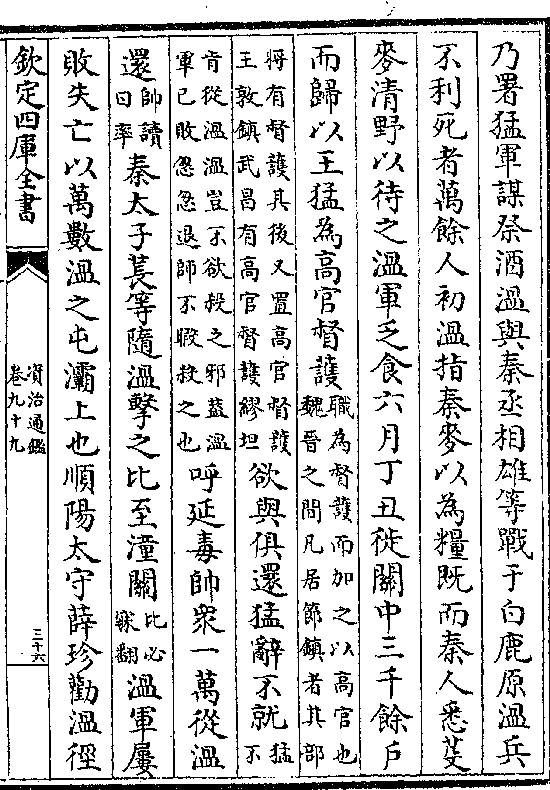 乃署猛軍謀祭酒溫與秦丞相雄等戰于白鹿原溫兵
不利死者萬餘人初溫指秦麥以為糧既而秦人悉芟
麥清野以待之溫軍乏食六月丁丑徙關中三千餘户
而歸以王猛為高官督護職為督護而加之以高官也魏晉之間凡居節鎮者其部
將有督護其後又置高官督護王敦鎮武昌有高官督護繆坦欲與俱還猛辭不就猛不
肯從溫溫豈不欲殺之邪蓋溫軍已敗怱怱退師不暇殺之也呼延毒帥衆一萬從溫
還帥讀曰率秦太子萇等隨溫擊之比至潼關比必寐翻溫軍屢
敗失亡以萬數溫之屯灞上也順陽太守薛珍勸溫徑
欽定四庫全書
資治通鑑
卷九十九
三十六